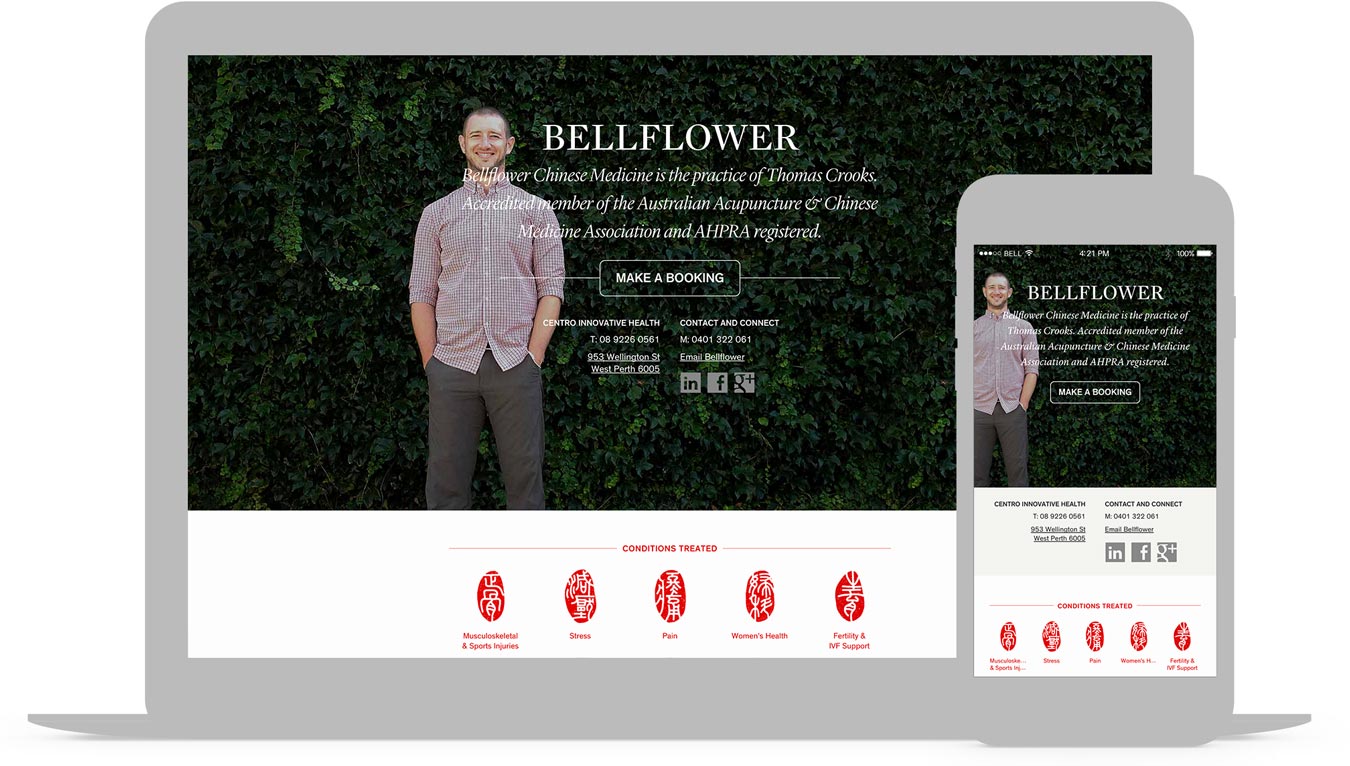 BELLFLOWER
Bellflower Chinese Medicine is the practice of Thomas Crooks.
Accredited member of the Australian Acupuncture & Chinese
Medicine Association and AHPRA registered.
MAKE A BOOKING
CENTRO INNOVATIVE HEALTH
T: 08 9226 0561
953 Wellington St
West Perth 6005
CONTACT AND CONNECT
M: 0401 322 061
Email Bellflower
in f g+
CONDITIONS TREATED
Musculoskeletal
& Sports Injuries
Stress
Pain
Women's Health
Fertility &
IVF Support
BELL 4:21 PM 100%
BELLFLOWER
Bellflower Chinese Medicine is the practice of
Thomas Crooks. Accredited member of the
Australian Acupuncture & Chinese Medicine
Association and AHPRA registered.
MAKE A BOOKING
CENTRO INNOVATIVE HEALTH
T: 08 9226 0561
953 Wellington St
West Perth 6005
CONTACT AND CONNECT
M: 0401 322 061
Email Bellflower
in f g+
CONDITIONS TREATED
Musculoske...
& Sports Inj...
Stress
Pain
Women's H...
Fertility &
IVF Support